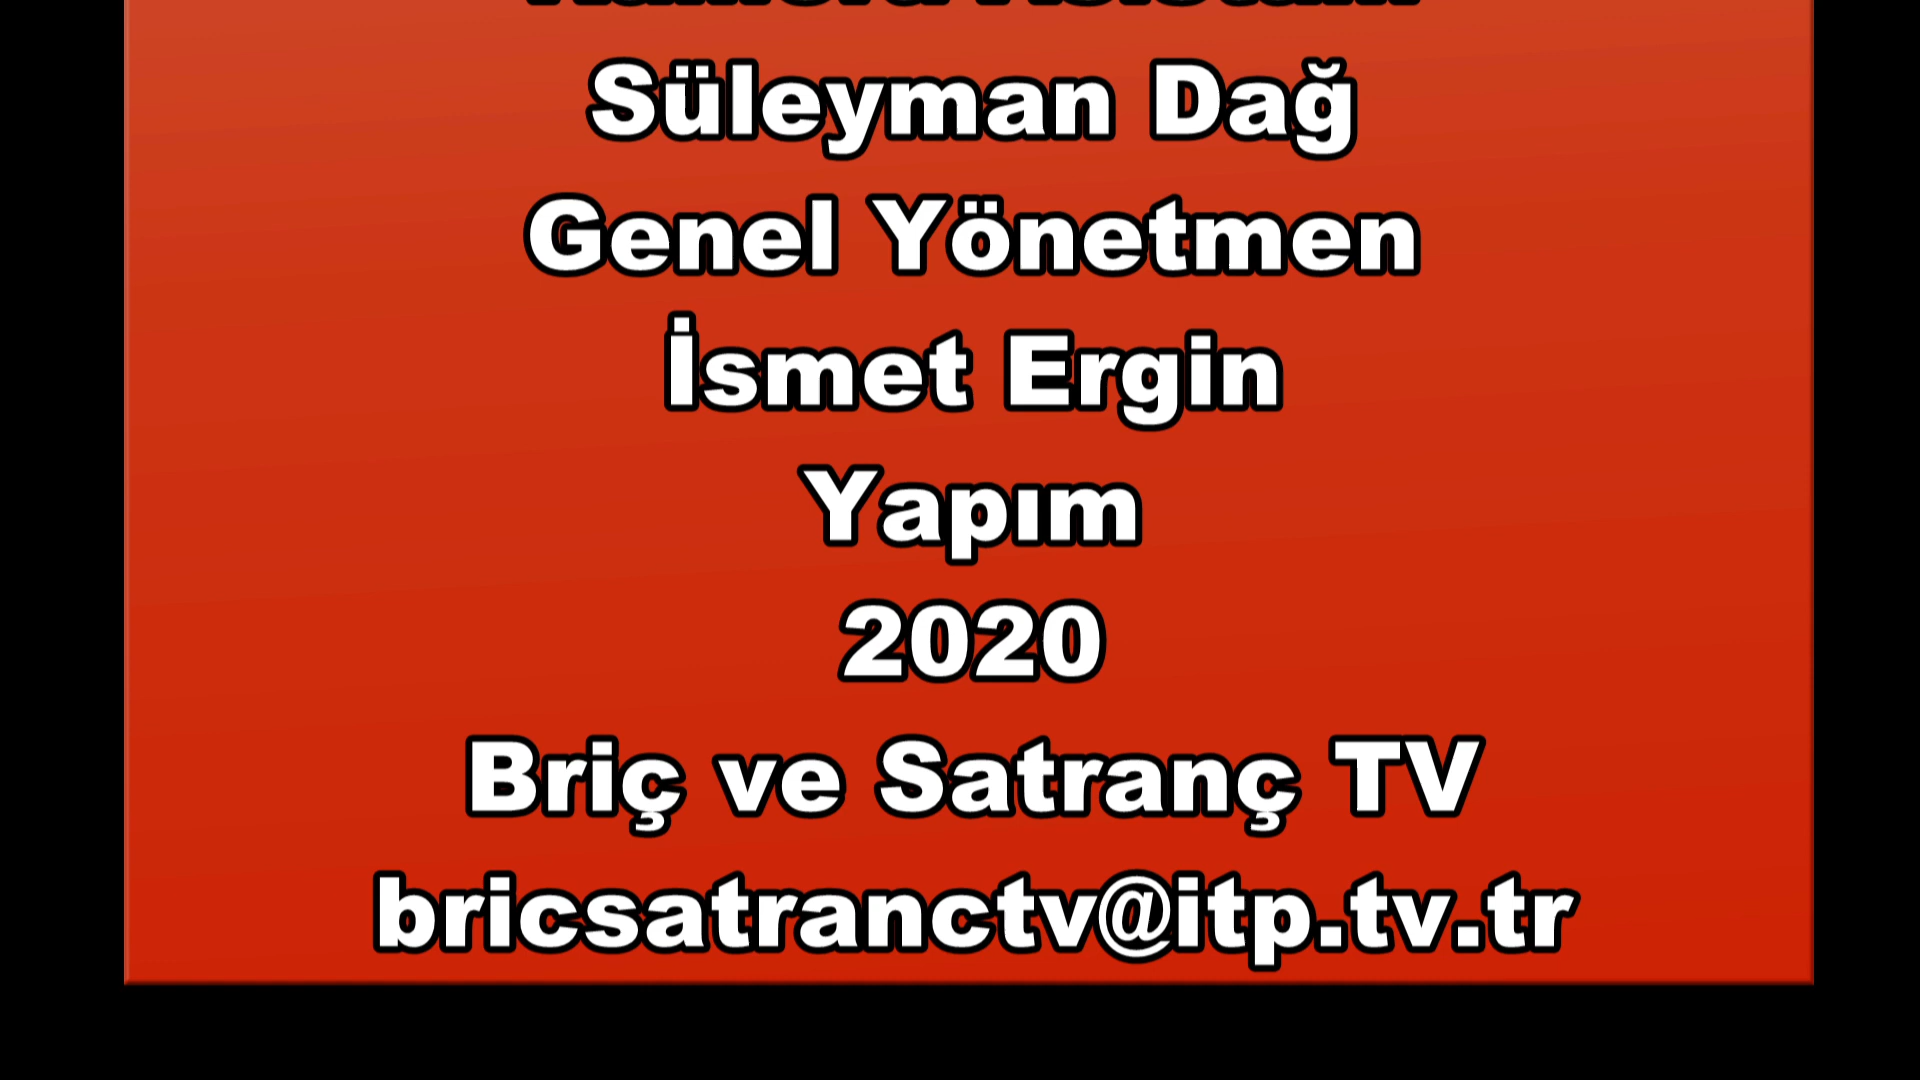 Süleyman Dağ
Genel Yönetmen
İsmet Ergin
Yapım
2020
Briç ve Satranç TV
bricsatranctv@itp.tv.tr